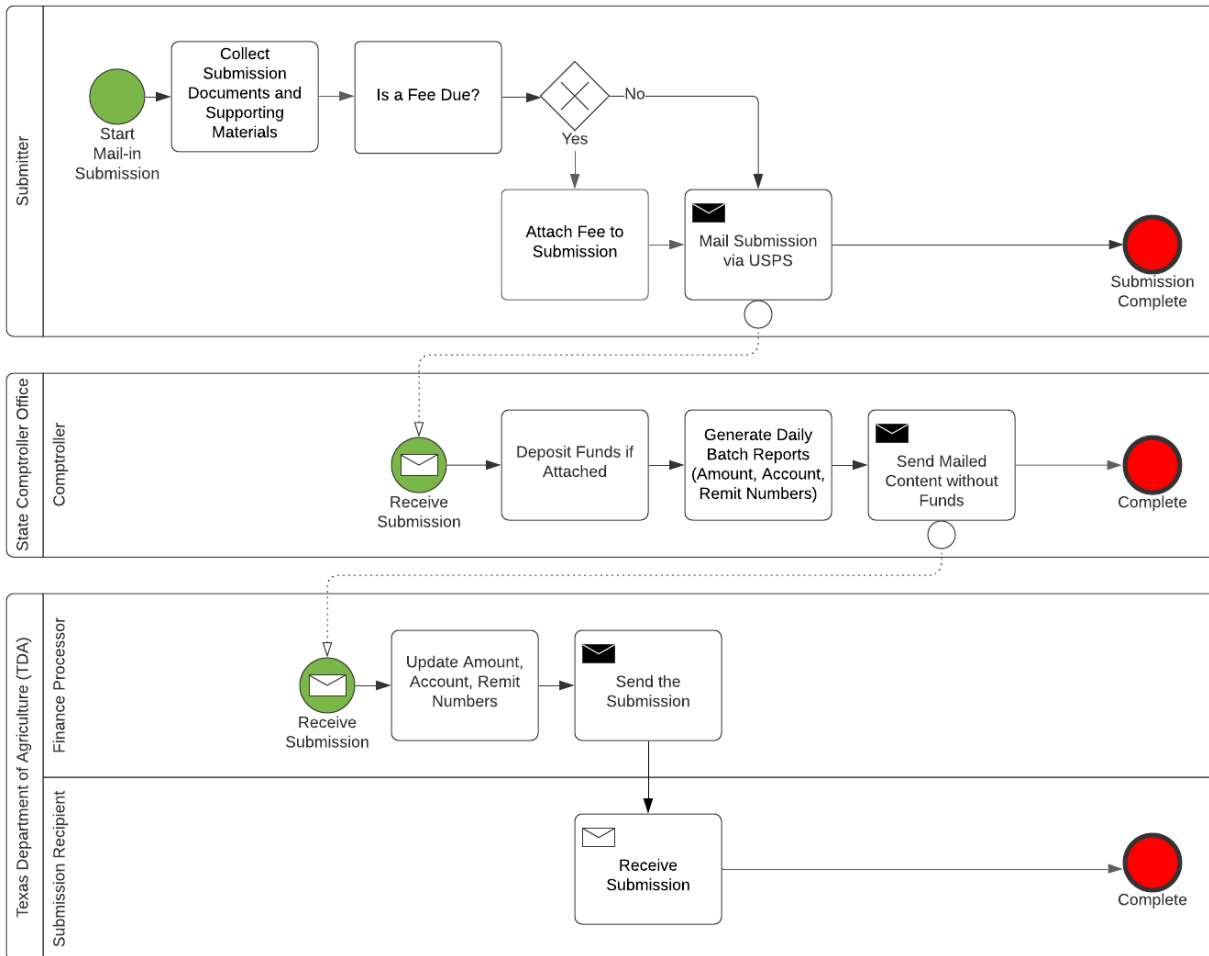 Submitter
Start
Mail-in
Submission
Collect
Submission
Documents and
Supporting
Materials
Is a Fee Due?
No
Yes
Attach Fee to
Submission
Mail Submission
via USPS
Submission
Complete
State Comptroller Office
Comptroller
Receive
Submission
Deposit Funds if
Attached
Generate Daily
Batch Reports
(Amount, Account,
Remit Numbers)
Send Mailed
Content without
Funds
Complete
Texas Department of Agriculture (TDA)
Finance Processor
Receive
Submission
Update Amount,
Account, Remit
Numbers
Send the
Submission
Submission Recipient
Receive
Submission
Complete